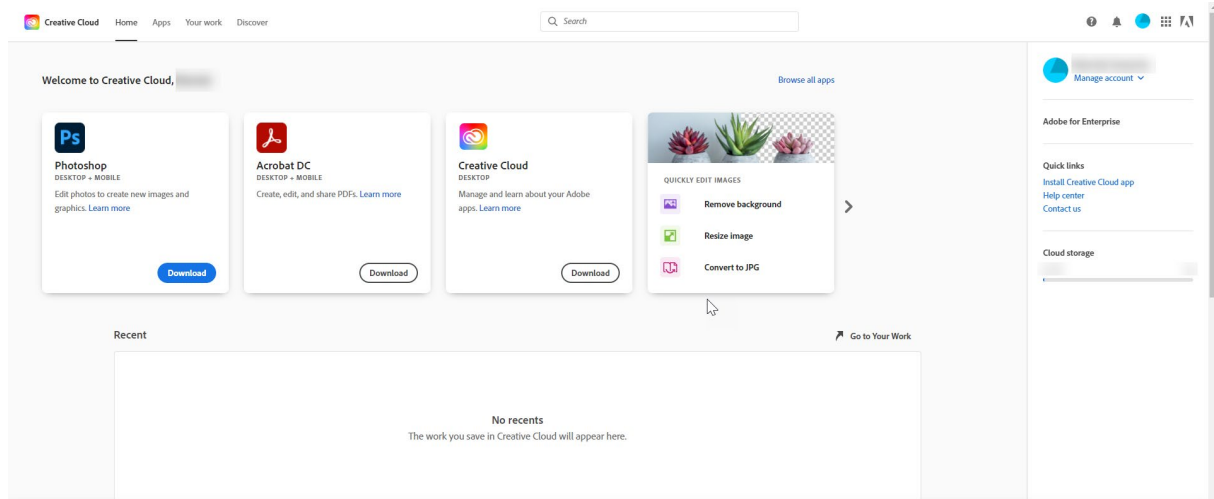 Creative Cloud Home Apps Your work Discover Search
Welcome to Creative Cloud,
Browse all apps
Ps
Photoshop
DESKTOP + MOBILE
Edit photos to create new images and
graphics. Learn more
Download
Acrobat DC
DESKTOP + MOBILE
Create, edit, and share PDFs. Learn more
Download
Creative Cloud
DESKTOP
Manage and learn about your Adobe
apps. Learn more
Download
QUICKLY EDIT IMAGES
Remove background
Resize image
Convert to JPG
Recent
Go to Your Work
No recents
The work you save in Creative Cloud will appear here.
Manage account
Adobe for Enterprise
Quick links
Install Creative Cloud app
Help center
Contact us
Cloud storage